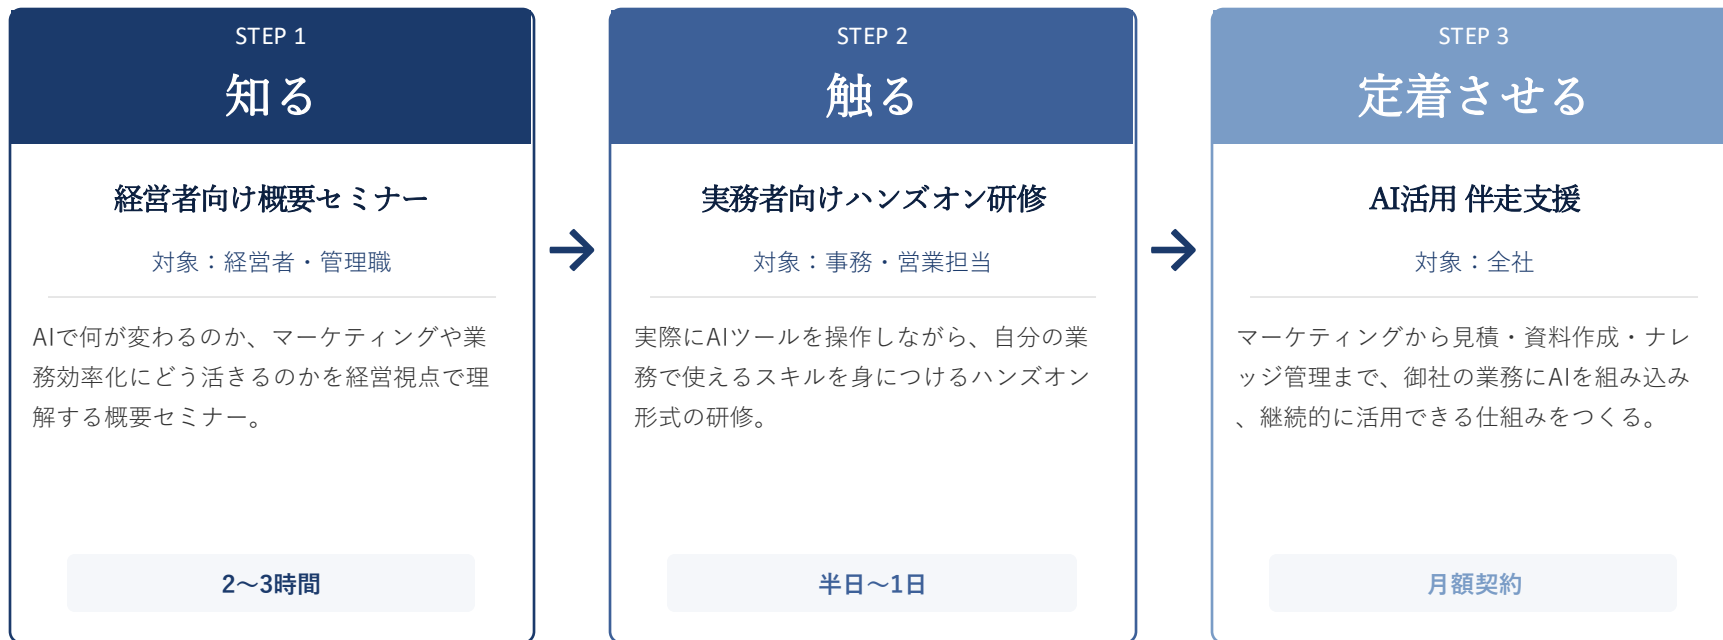 STEP 1
知る
経営者向け概要セミナー
対象：経営者・管理職
AIで何が変わるのか、マーケティングや業
務効率化にどう活きるのかを経営視点で理
解する概要セミナー。
2〜3時間
STEP 2
触る
実務者向けハンズオン研修
対象：事務・営業担当
実際にAIツールを操作しながら、自分の業
務で使えるスキルを身につけるハンズオン
形式の研修。
半日〜1日
STEP 3
定着させる
AI活用 伴走支援
対象：全社
マーケティングから見積・資料作成・ナレ
ッジ管理まで、御社の業務にAIを組み込み
、継続的に活用できる仕組みをつくる。
月額契約